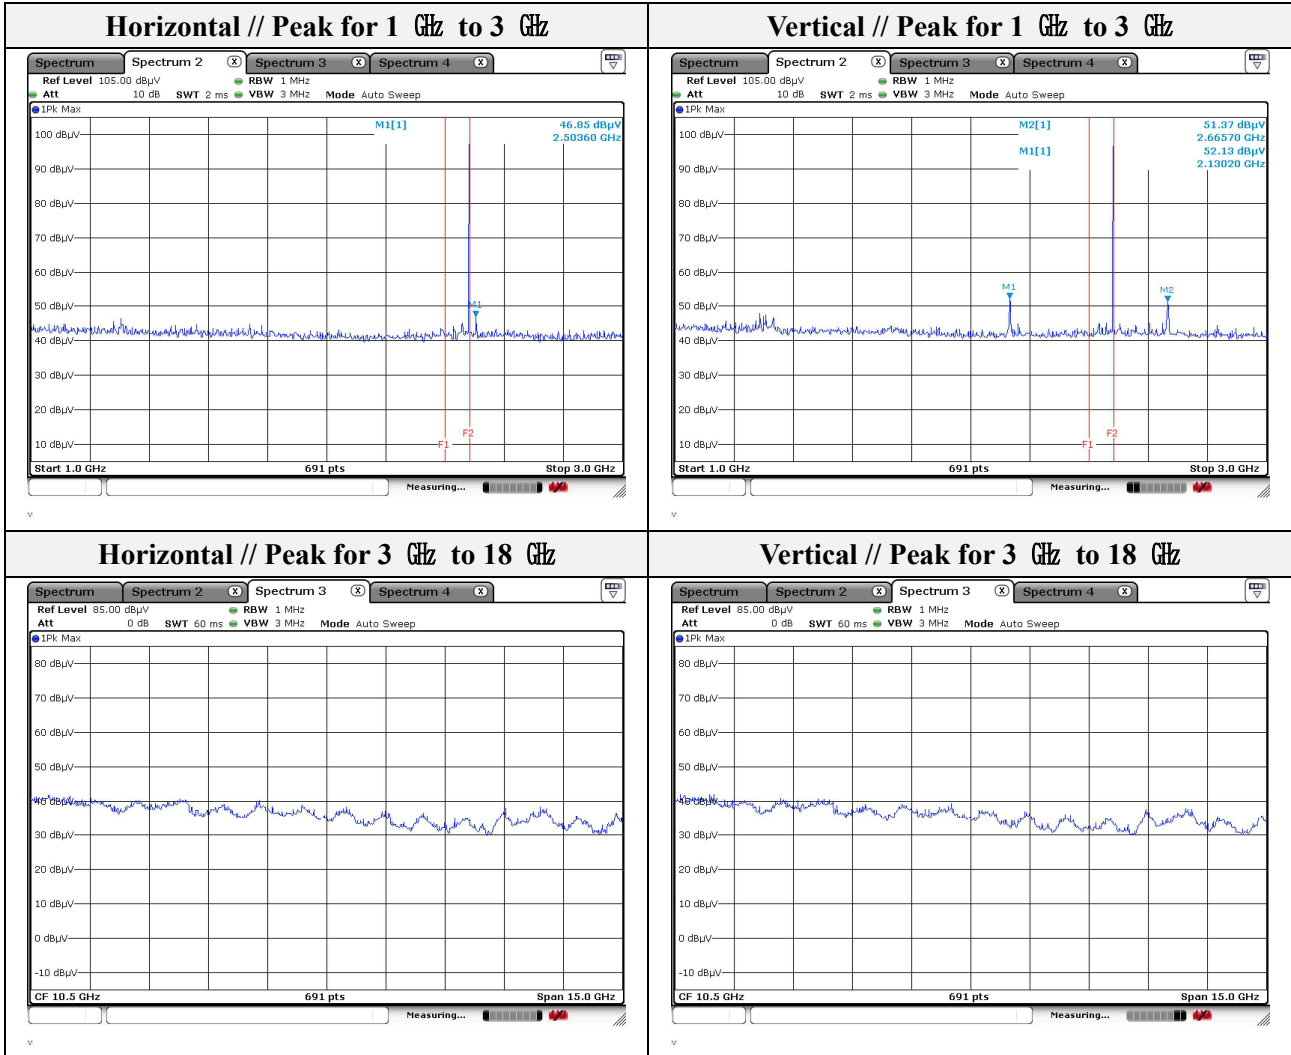 Horizontal // Peak for 1 ㎓ to 3 ㎓
Spectrum Spectrum 2 X Spectrum 3 X Spectrum 4 X
Ref Level 105.00 dBµV RBW 1 MHz
Att 10 dB SWT 2 ms VBW 3 MHz Mode Auto Sweep
1Pk Max
M1[1] 46.85 dBµV
2.50360 GHz
100 dBµV
90 dBµV
80 dBµV
70 dBµV
60 dBµV
50 dBµV
M1
40 dBµV
30 dBµV
20 dBµV
F2
10 dBµV
F1
Start 1.0 GHz 691 pts Stop 3.0 GHz
Measuring...
v
Vertical // Peak for 1 ㎓ to 3 ㎓
Spectrum Spectrum 2 X Spectrum 3 X Spectrum 4 X
Ref Level 105.00 dBµV RBW 1 MHz
Att 10 dB SWT 2 ms VBW 3 MHz Mode Auto Sweep
1Pk Max
M2[1] 51.37 dBµV
2.66570 GHz
M1[1] 52.13 dBµV
2.13020 GHz
100 dBµV
90 dBµV
80 dBµV
70 dBµV
60 dBµV
M1 M2
50 dBµV
40 dBµV
30 dBµV
20 dBµV
F2
10 dBµV
F1
Start 1.0 GHz 691 pts Stop 3.0 GHz
Measuring...
v
Horizontal // Peak for 3 ㎓ to 18 ㎓
Spectrum Spectrum 2 X Spectrum 3 X Spectrum 4 X
Ref Level 85.00 dBµV RBW 1 MHz
Att 0 dB SWT 60 ms VBW 3 MHz Mode Auto Sweep
1Pk Max
80 dBµV
70 dBµV
60 dBµV
50 dBµV
40 dBµV
30 dBµV
20 dBµV
10 dBµV
0 dBµV
-10 dBµV
CF 10.5 GHz 691 pts Span 15.0 GHz
Measuring...
v
Vertical // Peak for 3 ㎓ to 18 ㎓
Spectrum Spectrum 2 X Spectrum 3 X Spectrum 4 X
Ref Level 85.00 dBµV RBW 1 MHz
Att 0 dB SWT 60 ms VBW 3 MHz Mode Auto Sweep
1Pk Max
80 dBµV
70 dBµV
60 dBµV
50 dBµV
40 dBµV
30 dBµV
20 dBµV
10 dBµV
0 dBµV
-10 dBµV
CF 10.5 GHz 691 pts Span 15.0 GHz
Measuring...
v